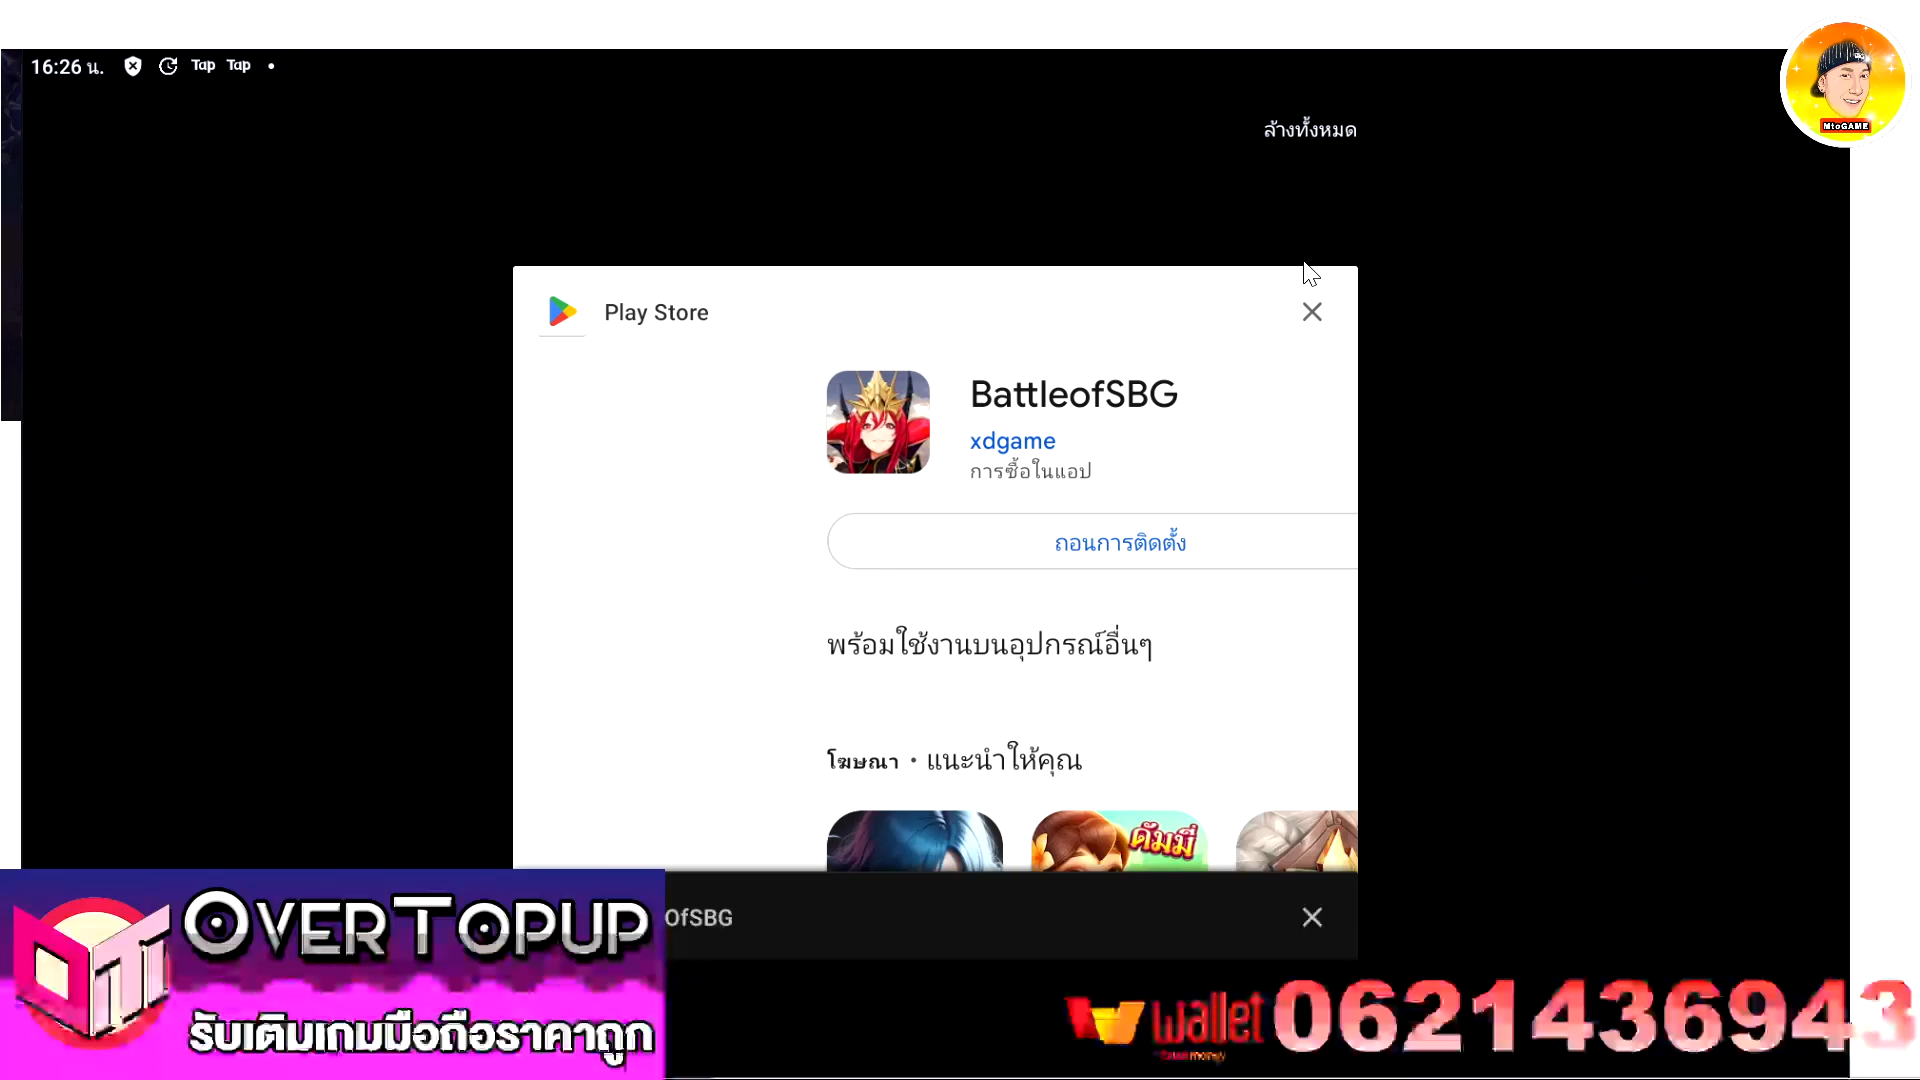 16:26 น. Tap Tap
MtoGAME
ล้างทั้งหมด
Play Store
BattleofSBG
xdgame
การซื้อในแอป
ถอนการติดตั้ง
พร้อมใช้งานบนอุปกรณ์อื่นๆ
โฆษณา • แนะนำให้คุณ
ดัมมี่
OVERTOPUP
OfSBG
รับเติมเกมมือถือราคาถูก
wallet 0621436943